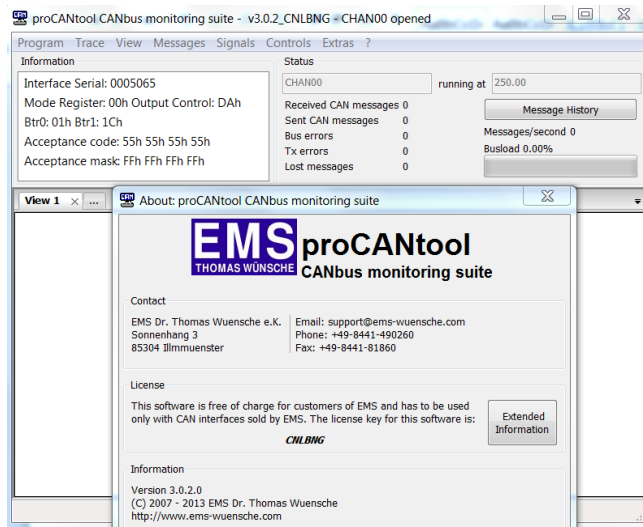 proCANtool CANbus monitoring suite - v3.0.2_CNLBNG - CHAN00 opened
Program Trace View Messages Signals Controls Extras ?
Information
Interface Serial: 0005065
Mode Register: 00h Output Control: DAh
Btr0: 01h Btr1: 1Ch
Acceptance code: 55h 55h 55h 55h
Acceptance mask: FFh FFh FFh FFh
Status
CHAN00 running at 250.00
Received CAN messages 0
Sent CAN messages 0
Bus errors 0
Tx errors 0
Lost messages 0
Message History
Messages/second 0
Busload 0.00%
View 1 ...
About: proCANtool CANbus monitoring suite
EMS
THOMAS WÜNSCHE
proCANtool
CANbus monitoring suite
Contact
EMS Dr. Thomas Wuensche e.K.
Sonnenhang 3
85304 Illmmuenster
Email: support@ems-wuensche.com
Phone: +49-8441-490260
Fax: +49-8441-81860
License
This software is free of charge for customers of EMS and has to be used
only with CAN interfaces sold by EMS. The license key for this software is:
CNLBNG
Extended
Information
Information
Version 3.0.2.0
(C) 2007 - 2013 EMS Dr. Thomas Wuensche
http://www.ems-wuensche.com